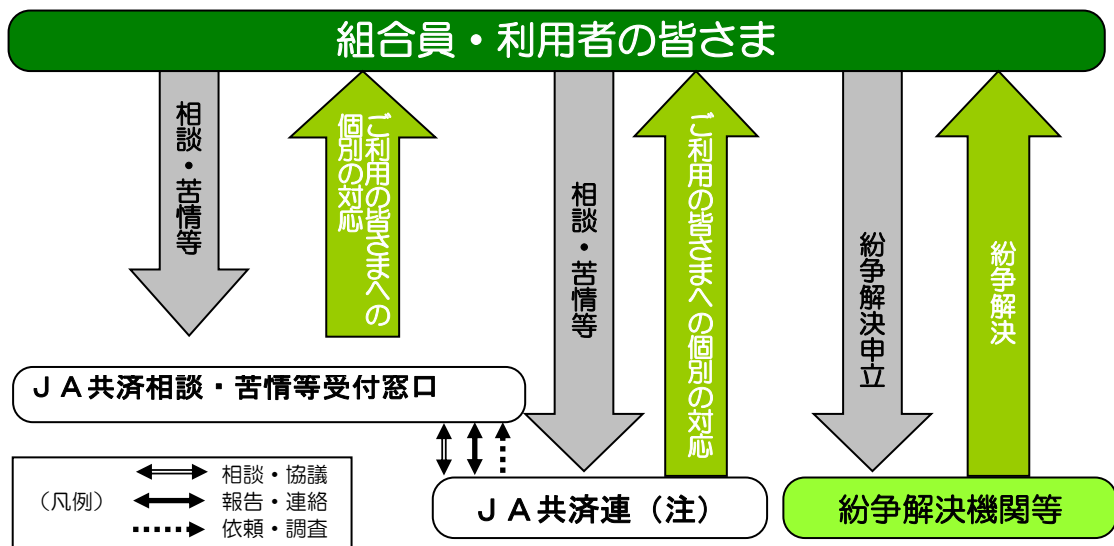 組合員・利用者の皆さま
相談・苦情等
ご利用の皆さまへの
個別の対応
相談・苦情等
ご利用の皆さまへの個別の対応
紛争解決申立
紛争解決
ＪＡ共済相談・苦情等受付窓口
（凡例）
相談・協議
報告・連絡
依頼・調査
ＪＡ共済連（注）
紛争解決機関等